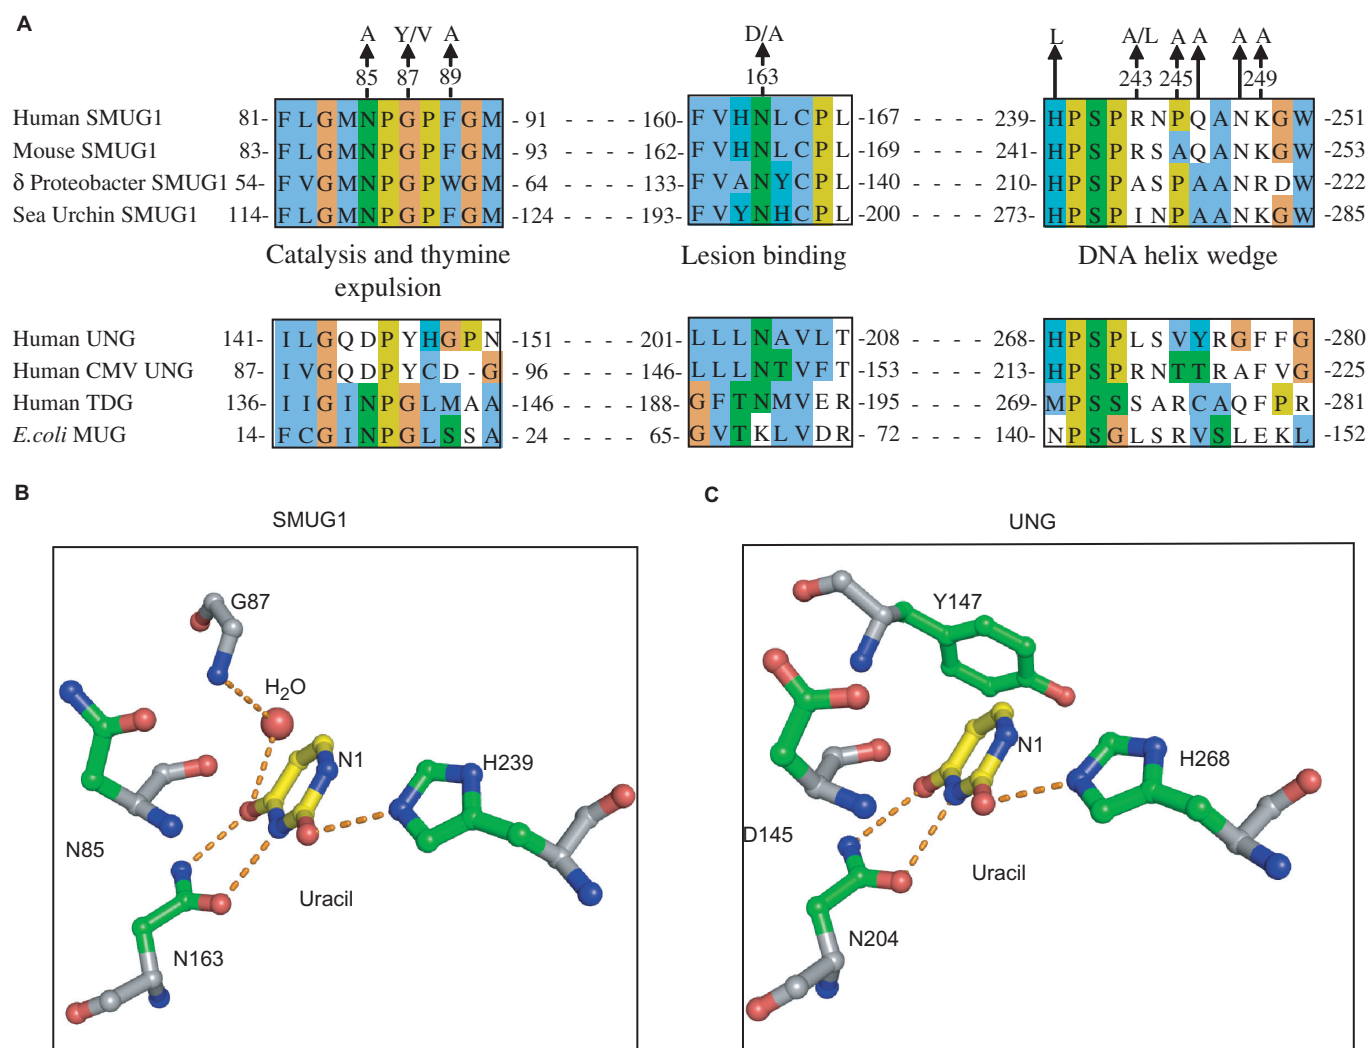 A
A Y/V A D/A L A/L A A A A
85 87 89 163 243 245 249
Human SMUG1 81- F L G M N P G P F G M -91 - - - - 160- F V H N L C P L -167 - - - - 239- H P S P R N P Q A N K G W -251
Mouse SMUG1 83- F L G M N P G P F G M -93 - - - - 162- F V H N L C P L -169 - - - - 241- H P S P R S A Q A N K G W -253
δ Proteobacter SMUG1 54- F V G M N P G P W G M -64 - - - - 133- F V A N Y C P L -140 - - - - 210- H P S P A S P A A N R D W -222
Sea Urchin SMUG1 114- F L G M N P G P F G M -124 - - - - 193- F V Y N H C P L -200 - - - - 273- H P S P I N P A A N K G W -285
Catalysis and thymine expulsion Lesion binding DNA helix wedge
Human UNG 141- I L G Q D P Y H G P N -151 - - - - 201- L L L N A V L T -208 - - - - 268- H P S P L S V Y R G F F G -280
Human CMV UNG 87- I V G Q D P Y C D - G -96 - - - - 146- L L L N T V F T -153 - - - - 213- H P S P R N T T R A F V G -225
Human TDG 136- I I G I N P G L M A A -146 - - - - 188- G F T N M V E R -195 - - - - 269- M P S S S A R C A Q F P R -281
E.coli MUG 14- F C G I N P G L S S A -24 - - - - 65- G V T K L V D R -72 - - - - 140- N P S G L S R V S L E K L -152
B
SMUG1
G87
H2O
N1
H239
N85
Uracil
N163
C
UNG
Y147
N1
H268
D145
Uracil
N204